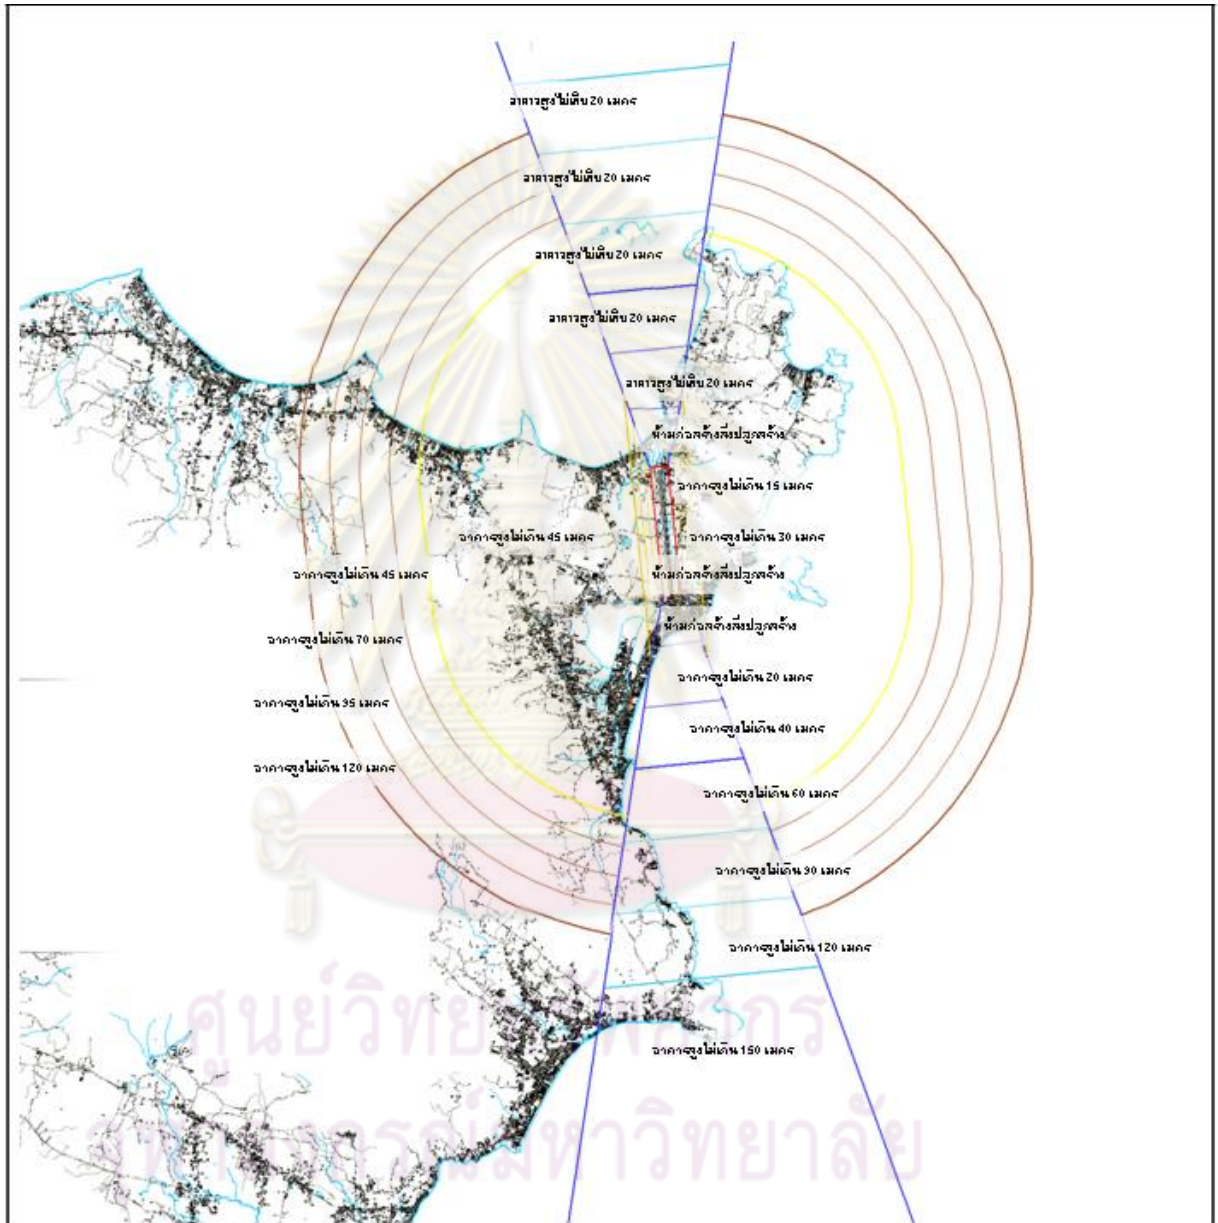 อาคารสูงไม่เกิน 20 เมตร
อาคารสูงไม่เกิน 20 เมตร
อาคารสูงไม่เกิน 20 เมตร
อาคารสูงไม่เกิน 20 เมตร
อาคารสูงไม่เกิน 20 เมตร
ห้ามก่อสร้างสิ่งปลูกสร้าง
อาคารสูงไม่เกิน 15 เมตร
อาคารสูงไม่เกิน 45 เมตร
อาคารสูงไม่เกิน 30 เมตร
อาคารสูงไม่เกิน 45 เมตร
ห้ามก่อสร้างสิ่งปลูกสร้าง
ห้ามก่อสร้างสิ่งปลูกสร้าง
อาคารสูงไม่เกิน 70 เมตร
อาคารสูงไม่เกิน 20 เมตร
อาคารสูงไม่เกิน 95 เมตร
อาคารสูงไม่เกิน 40 เมตร
อาคารสูงไม่เกิน 120 เมตร
อาคารสูงไม่เกิน 60 เมตร
อาคารสูงไม่เกิน 90 เมตร
อาคารสูงไม่เกิน 120 เมตร
ศูนย์วิทยทรัพยากร
อาคารสูงไม่เกิน 150 เมตร
จุฬาลงกรณ์มหาวิทยาลัย